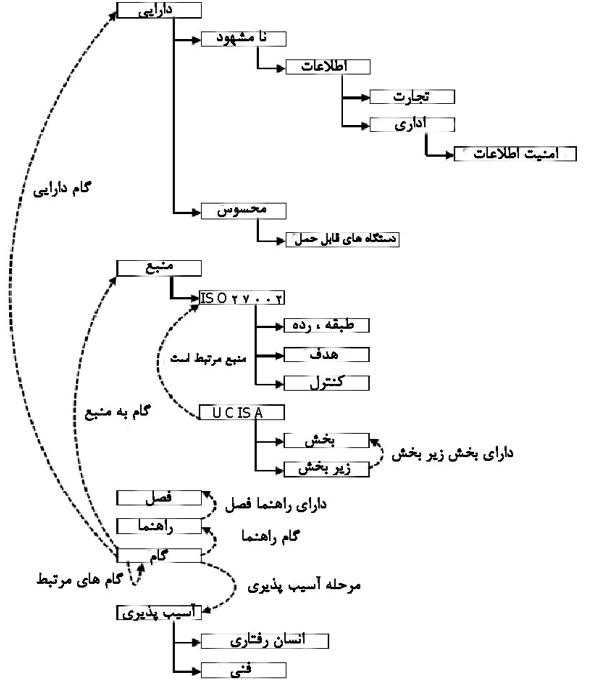 دارایی
نا مشهود
اطلاعات
تجارت
اداری
امنیت اطلاعات
گام دارایی
محسوس
دستگاه های قابل حمل
منبع
ISO ۲۷۰۰۲
طبقه ، رده
منبع مرتبط است
هدف
کنترل
گام به منبع
UCISA
بخش
دارای بخش زیر بخش
زیر بخش
فصل
دارای راهنما فصل
راهنما
گام راهنما
گام
گام های مرتبط
مرحله آسیب پذیری
آسیب پذیری
انسان رفتاری
فنی